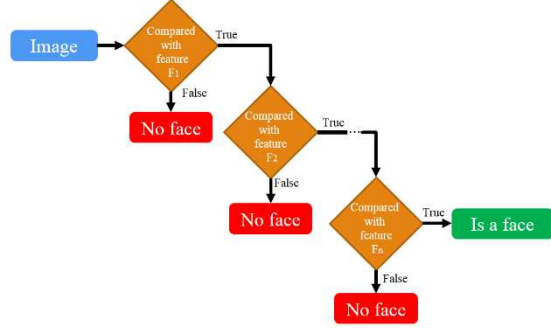 Image
Compared
with
feature
F₁
True
False
No face
Compared
with
feature
F₂
True
False
No face
Compared
with
feature
Fₙ
True
Is a face
False
No face